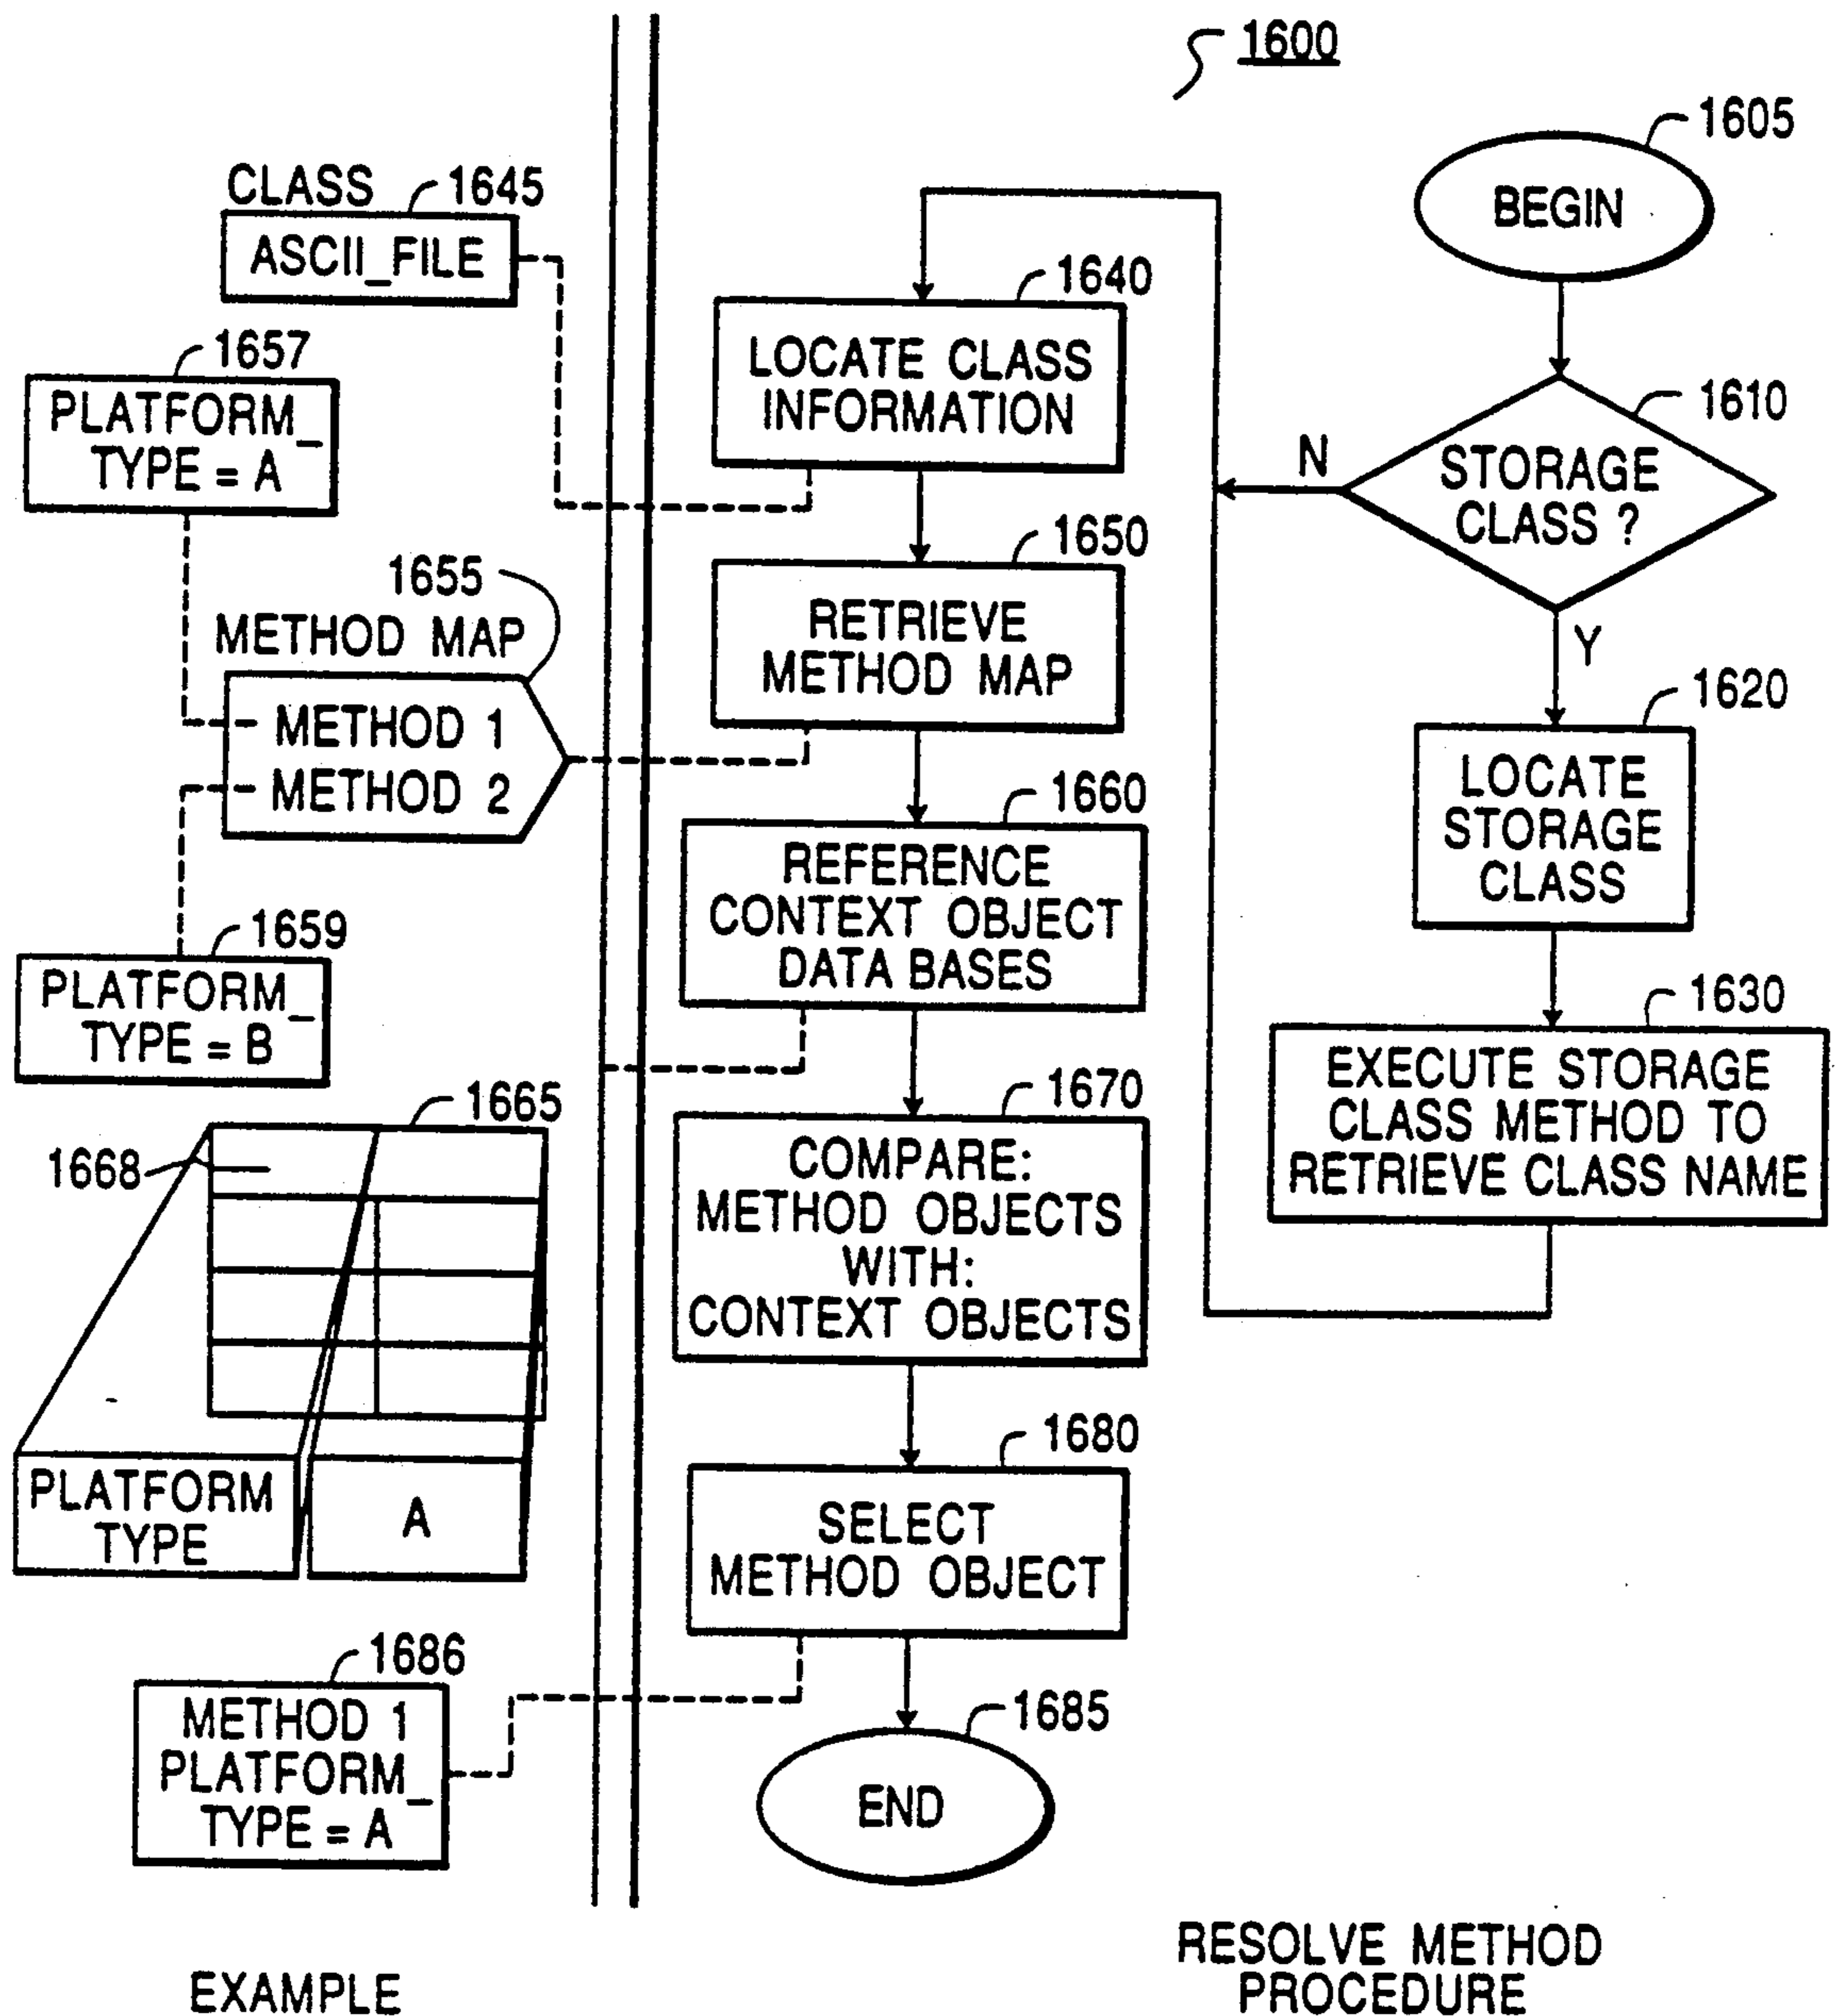 1600
1605
BEGIN
CLASS 1645
ASCII_FILE
1640
LOCATE CLASS
INFORMATION
1610
STORAGE
CLASS ?
N
Y
1657
PLATFORM_
TYPE = A
1650
RETRIEVE
METHOD MAP
1655
METHOD MAP
METHOD 1
METHOD 2
1620
LOCATE
STORAGE
CLASS
1660
REFERENCE
CONTEXT OBJECT
DATA BASES
1659
PLATFORM_
TYPE = B
1630
EXECUTE STORAGE
CLASS METHOD TO
RETRIEVE CLASS NAME
1665
1668
PLATFORM
TYPE
A
1670
COMPARE:
METHOD OBJECTS
WITH:
CONTEXT OBJECTS
1680
SELECT
METHOD OBJECT
1686
METHOD 1
PLATFORM_
TYPE = A
1685
END
EXAMPLE
RESOLVE METHOD
PROCEDURE